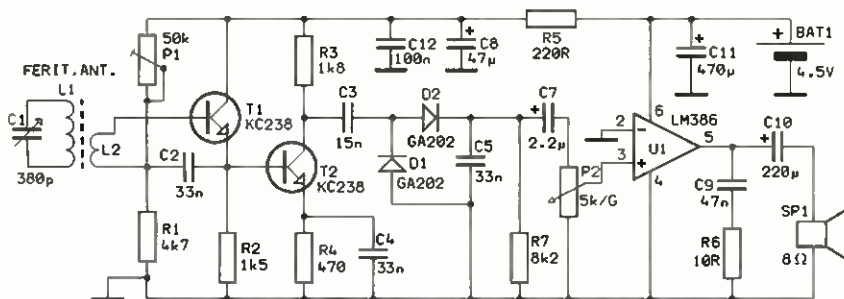 50k
P1
FERIT.ANT.
L1
C1
380p
L2
C2
33n
R1
4k7
T1
KC238
R3
1k8
T2
KC238
R2
1k5
R4
470
C4
33n
C3
15n
D1
GA202
D2
GA202
C12
100n
C8
47µ
C5
33n
R5
220R
C7
+
2.2µ
R7
8k2
P2
5k/G
+
C11
470µ
+
BAT1
4.5V
+
LM386
U1
2
-
3
+
6
5
4
C9
47n
R6
10R
C10
+
220µ
SP1
8Ω